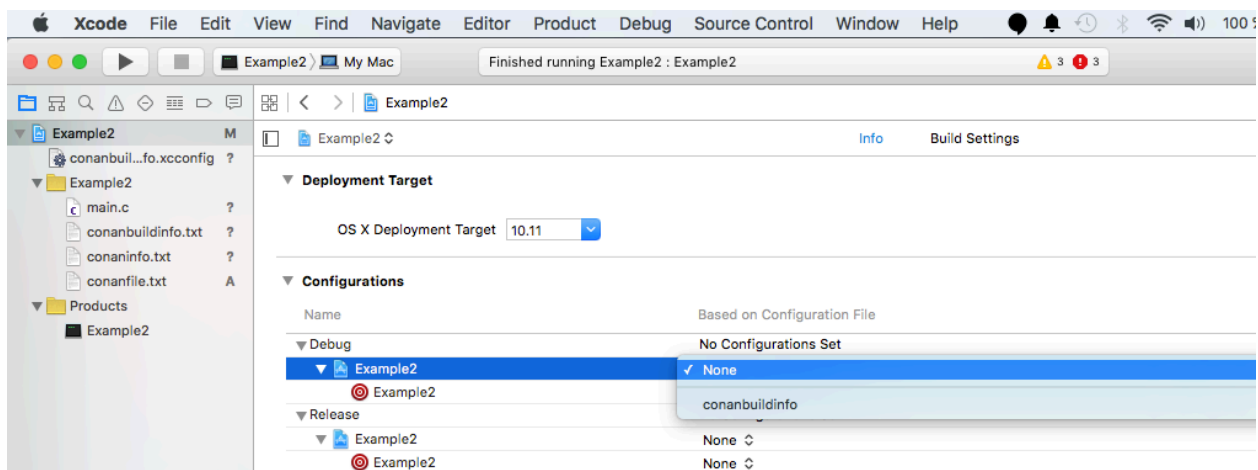 Xcode File Edit View Find Navigate Editor Product Debug Source Control Window Help 100
Example2 My Mac Finished running Example2 : Example2 3 3
Example2
Example2 M
Example2 Info Build Settings
conanbuil...fo.xcconfig ?
Example2
Deployment Target
main.c ?
conanbuildinfo.txt ?
OS X Deployment Target 10.11
conaninfo.txt ?
conanfile.txt A
Configurations
Products
Name Based on Configuration File
Example2
Debug No Configurations Set
Example2 ✓ None
Example2
conanbuildinfo
Release
Example2 None
Example2 None